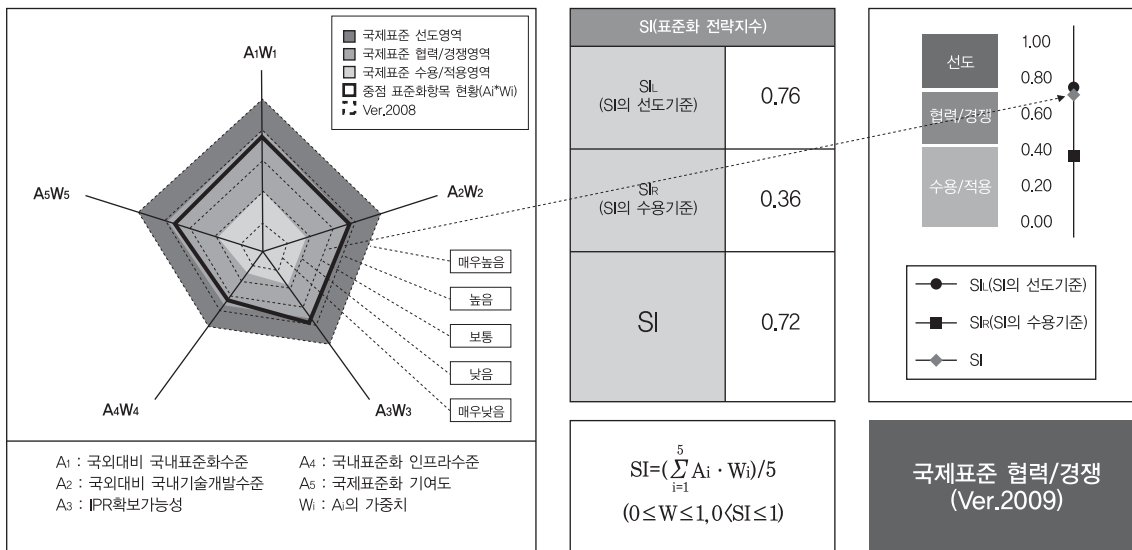 A1W1
국제표준 선도영역
국제표준 협력/경쟁영역
국제표준 수용/적용영역
중점 표준화항목 현황(Ai*Wi)
Ver.2008
A5W5
A2W2
매우높음
높음
보통
낮음
매우낮음
A4W4
A3W3
A1 : 국외대비 국내표준화수준
A2 : 국외대비 국내기술개발수준
A3 : IPR확보가능성
A4 : 국내표준화 인프라수준
A5 : 국제표준화 기여도
Wi : Ai의 가중치
SI(표준화 전략지수)
SIL
(SI의 선도기준)
0.76
SIR
(SI의 수용기준)
0.36
SI
0.72
SI=(5∑i=1 Ai · Wi)/5
(0≤W≤1, 0<SI≤1)
선도
협력/경쟁
수용/적용
1.00
0.80
0.60
0.40
0.20
0.00
SIL(SI의 선도기준)
SIR(SI의 수용기준)
SI
국제표준 협력/경쟁
(Ver.2009)